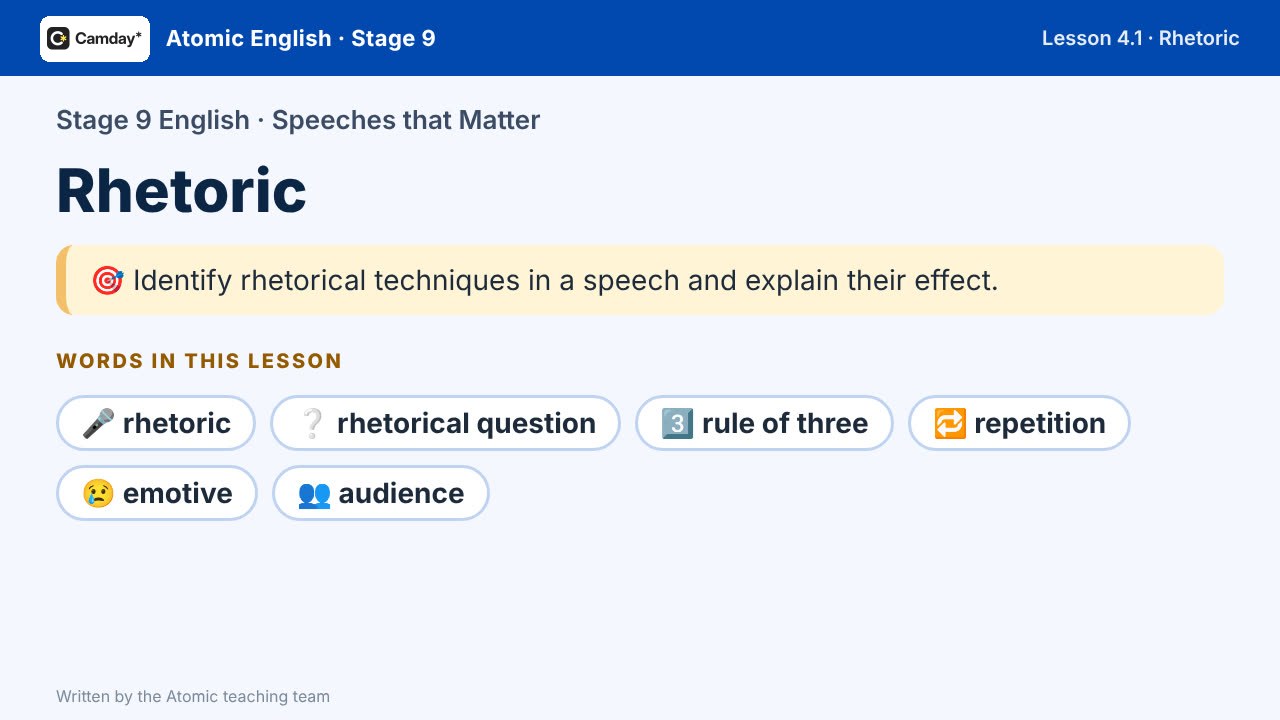 Camday* Atomic English · Stage 9 Lesson 4.1 · Rhetoric
Stage 9 English · Speeches that Matter
Rhetoric
🎯 Identify rhetorical techniques in a speech and explain their effect.
WORDS IN THIS LESSON
🎤 rhetoric ❔ rhetorical question 3️⃣ rule of three 🔁 repetition
😢 emotive 👥 audience
Written by the Atomic teaching team